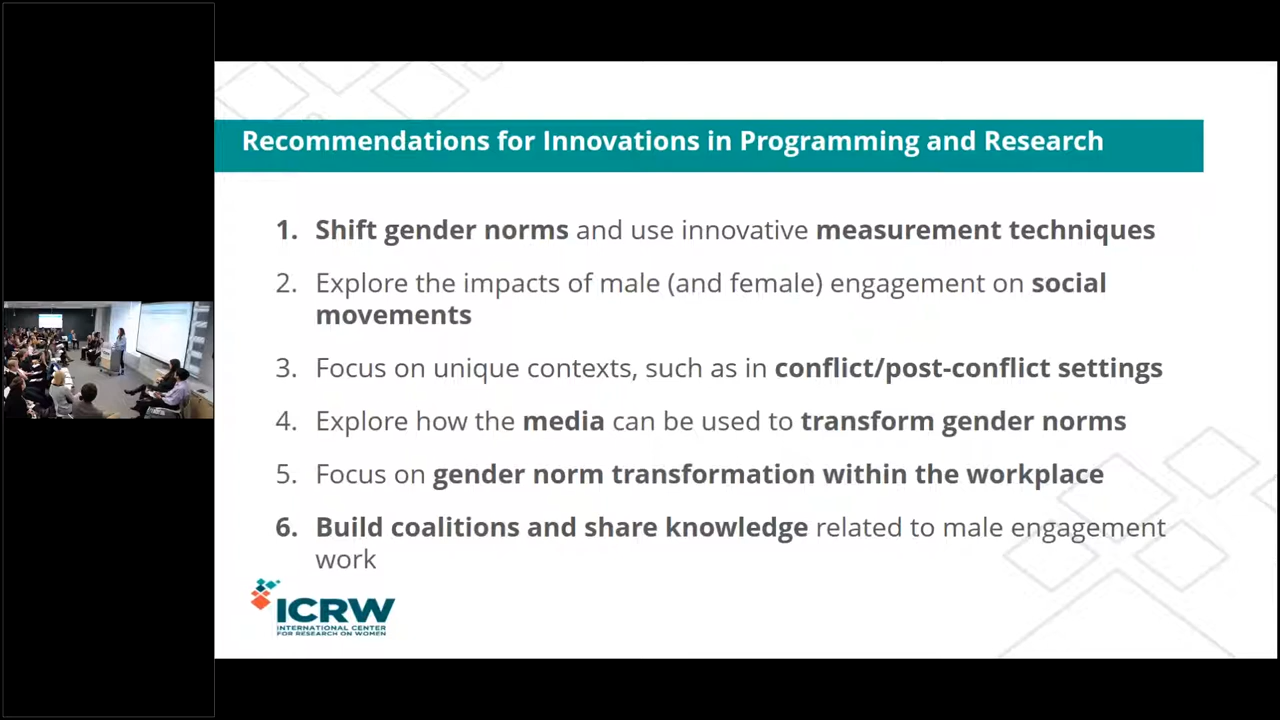 Recommendations for Innovations in Programming and Research
1. Shift gender norms and use innovative measurement techniques
2. Explore the impacts of male (and female) engagement on social
movements
3. Focus on unique contexts, such as in conflict/post-conflict settings
4. Explore how the media can be used to transform gender norms
5. Focus on gender norm transformation within the workplace
6. Build coalitions and share knowledge related to male engagement
work
ICRW
INTERNATIONAL CENTER
FOR RESEARCH ON WOMEN